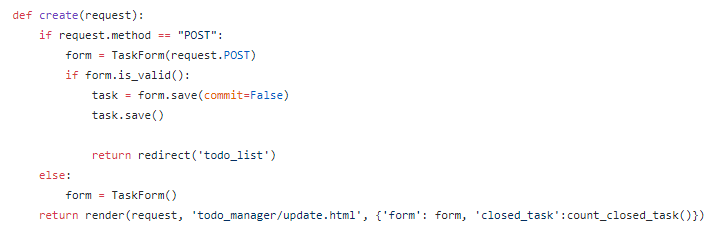 def create(request):
    if request.method == "POST":
        form = TaskForm(request.POST)
        if form.is_valid():
            task = form.save(commit=False)
            task.save()

            return redirect('todo_list')
    else:
        form = TaskForm()
    return render(request, 'todo_manager/update.html', {'form': form, 'closed_task':count_closed_task()})